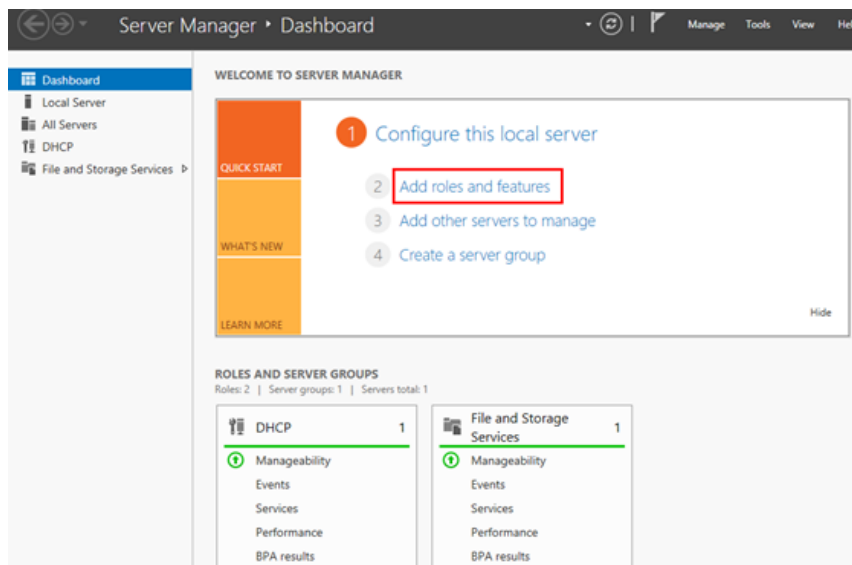 Server Manager • Dashboard
Manage Tools View
Dashboard
Local Server
All Servers
DHCP
File and Storage Services
WELCOME TO SERVER MANAGER
QUICK START
WHAT'S NEW
LEARN MORE
1 Configure this local server
2 Add roles and features
3 Add other servers to manage
4 Create a server group
Hide
ROLES AND SERVER GROUPS
Roles: 2 | Server groups: 1 | Servers total: 1
DHCP 1
Manageability
Events
Services
Performance
BPA results
File and Storage
Services 1
Manageability
Events
Services
Performance
BPA results